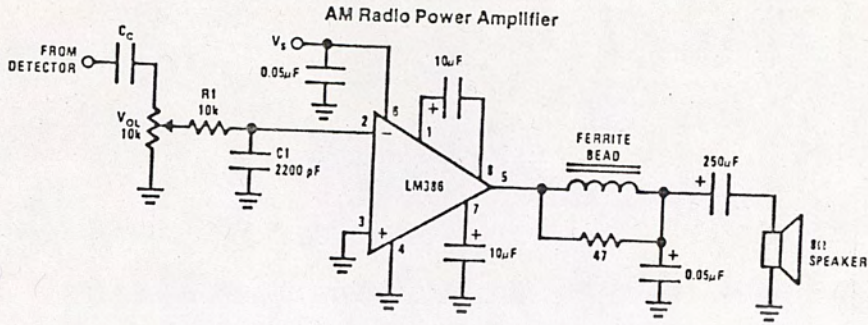 AM Radio Power Amplifier
FROM
DETECTOR
CC
VOL
10k
R1
10k
C1
2200 pF
VS
0.05µF
10µF
+
2
6
1
8
5
−
LM386
3
+
4
7
+
10µF
FERRITE
BEAD
47
+
0.05µF
250µF
+
8Ω
SPEAKER